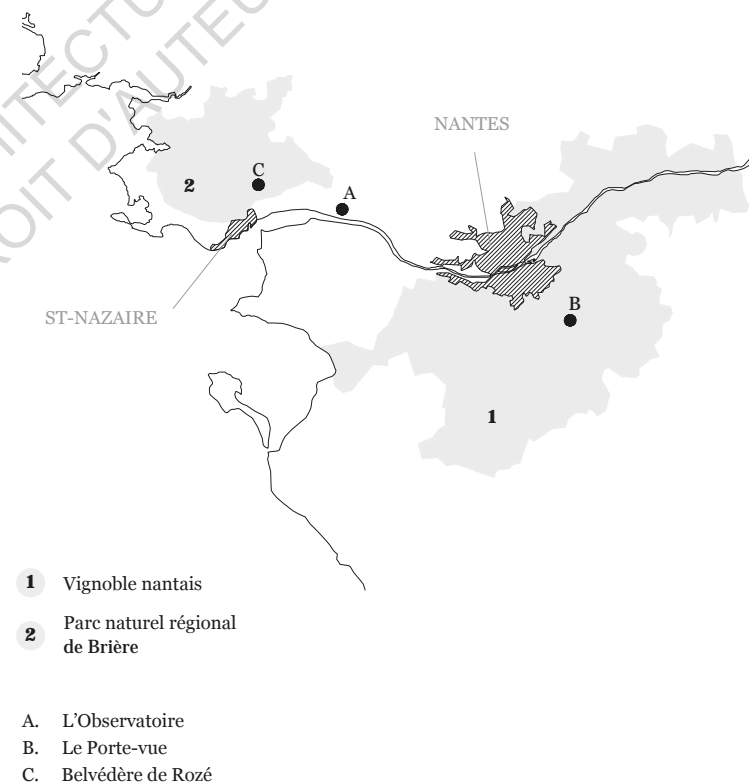 NANTES
C
2
A
ST-NAZAIRE
B
1
1 Vignoble nantais
2 Parc naturel régional
de Brière
A. L'Observatoire
B. Le Porte-vue
C. Belvédère de Rozé